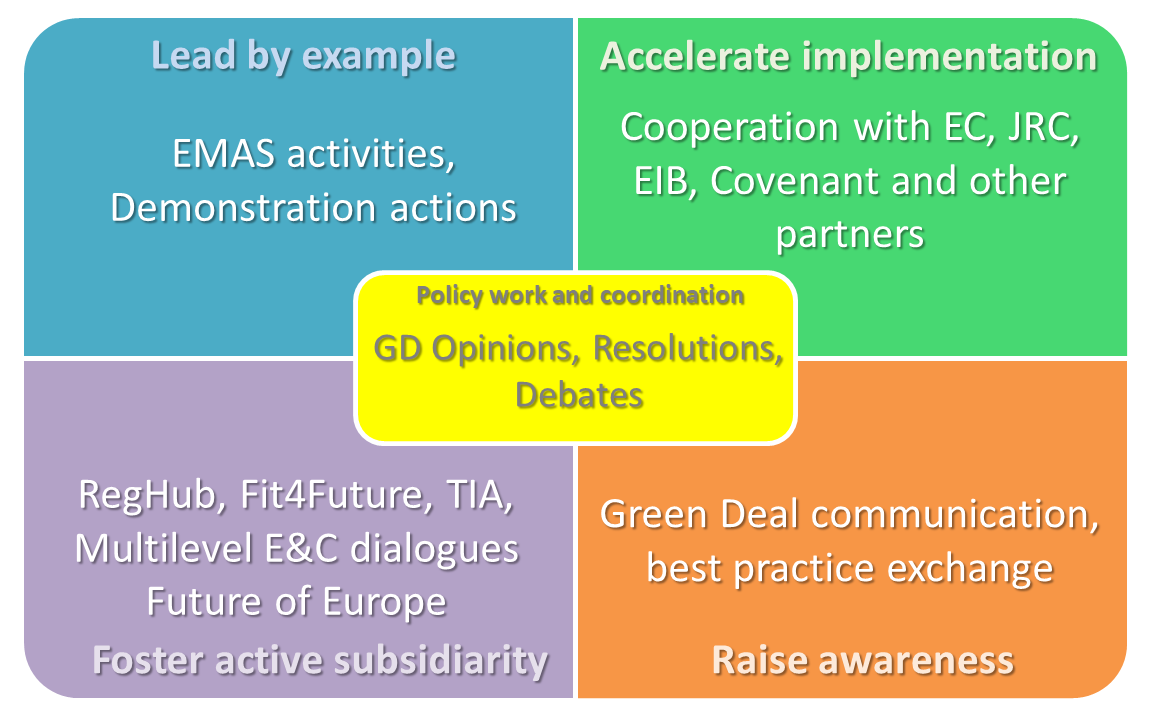 Lead by example
EMAS activities,
Demonstration actions
Accelerate implementation
Cooperation with EC, JRC,
EIB, Covenant and other
partners
Policy work and coordination
GD Opinions, Resolutions,
Debates
RegHub, Fit4Future, TIA,
Multilevel E&C dialogues
Future of Europe
Foster active subsidiarity
Green Deal communication,
best practice exchange
Raise awareness